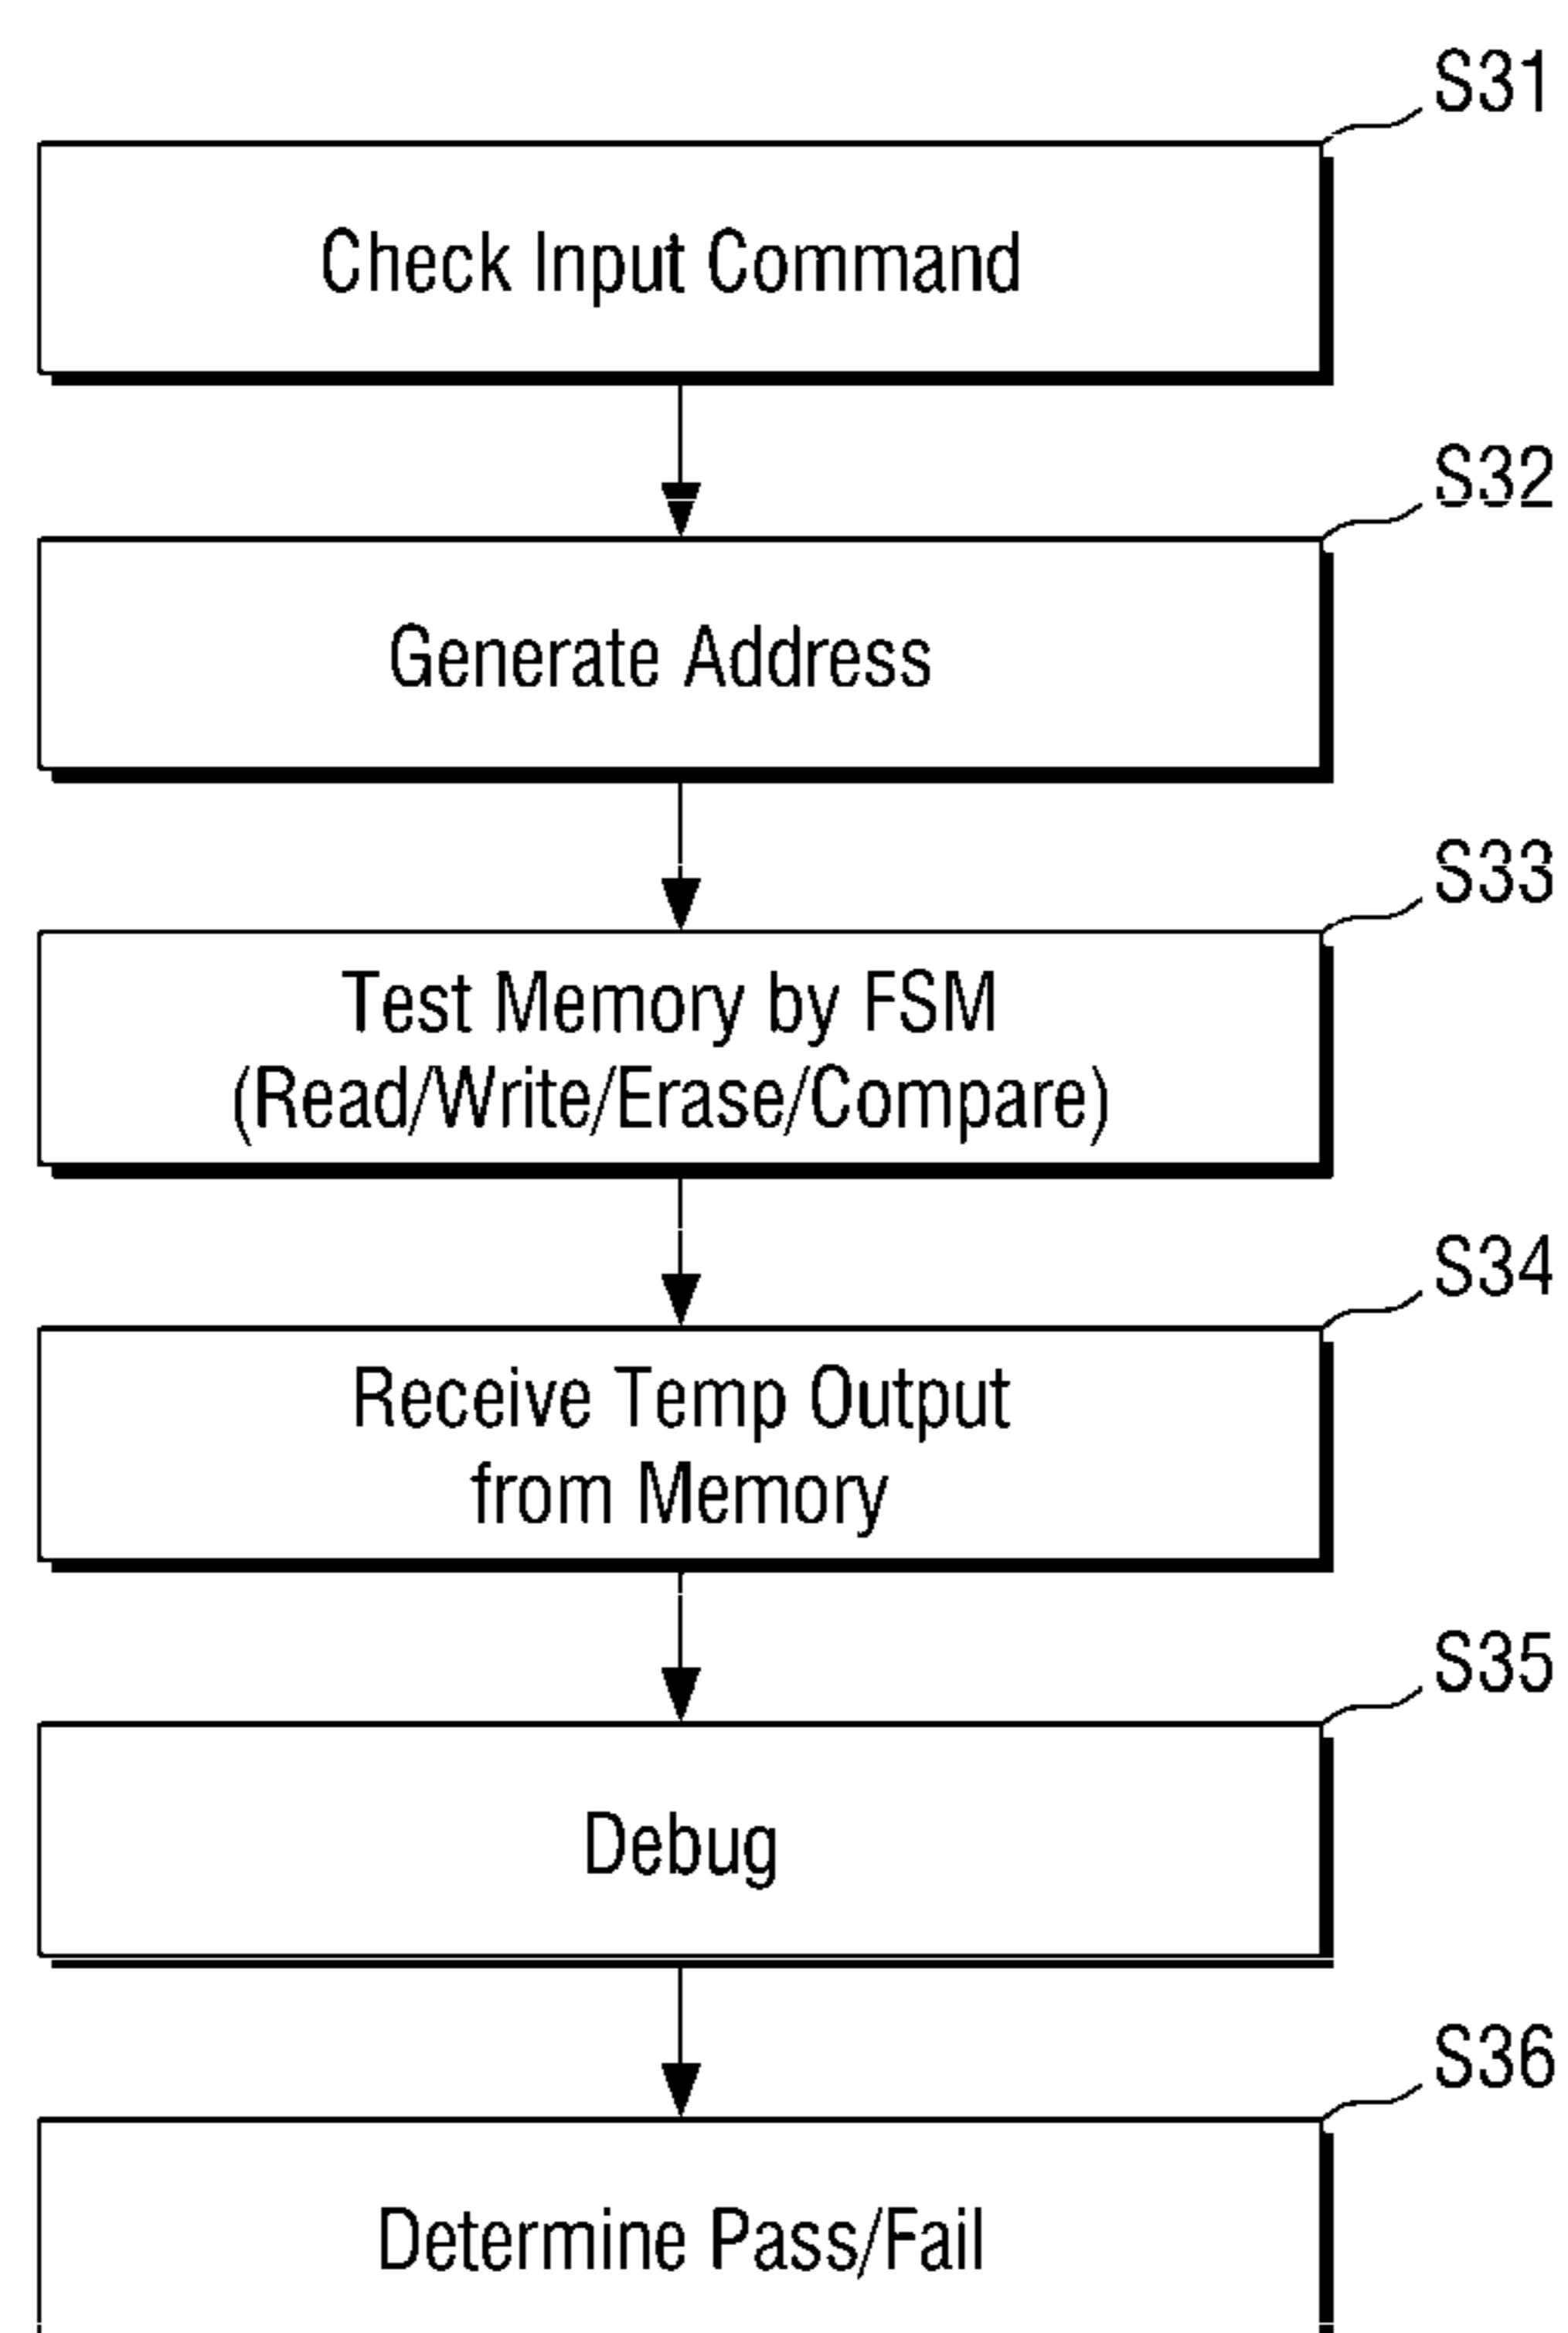 S31
Check Input Command
S32
Generate Address
S33
Test Memory by FSM
(Read/Write/Erase/Compare)
S34
Receive Temp Output
from Memory
S35
Debug
S36
Determine Pass/Fail